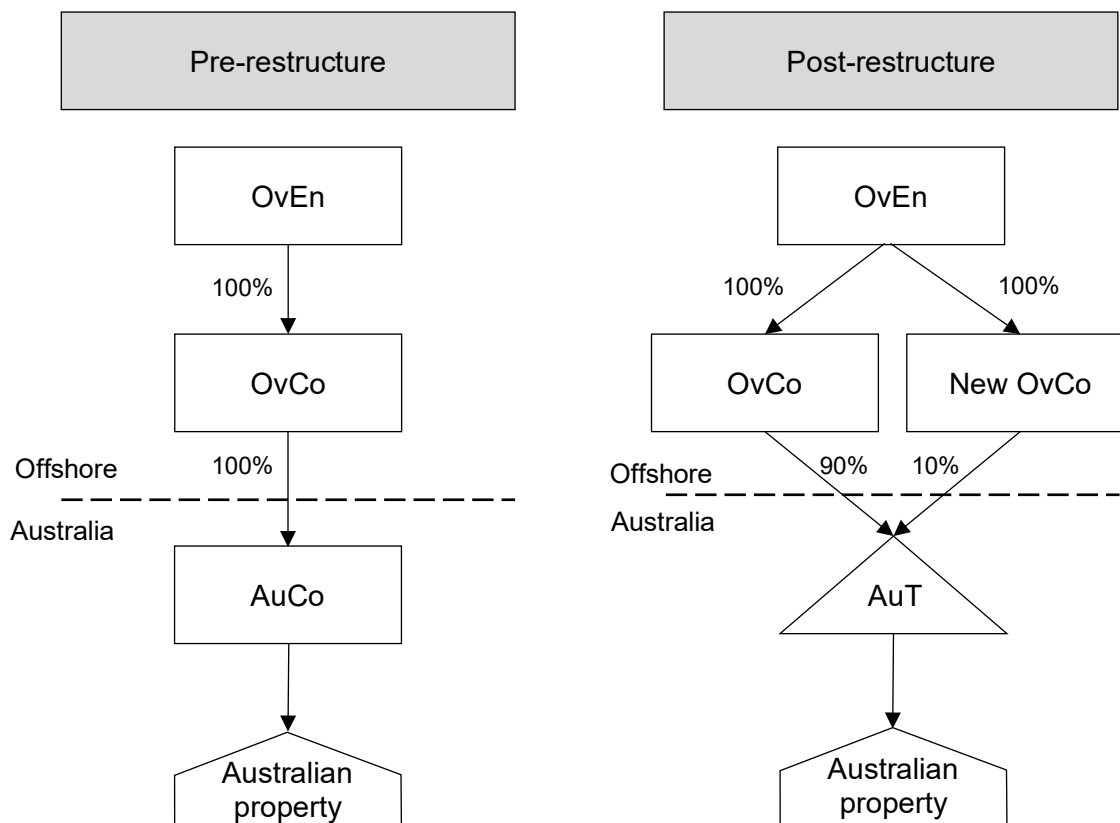 Pre-restructure
OvEn
100%
OvCo
100%
Offshore
Australia
AuCo
Australian
property
Post-restructure
OvEn
100%
100%
OvCo
New OvCo
90%
10%
Offshore
Australia
AuT
Australian
property